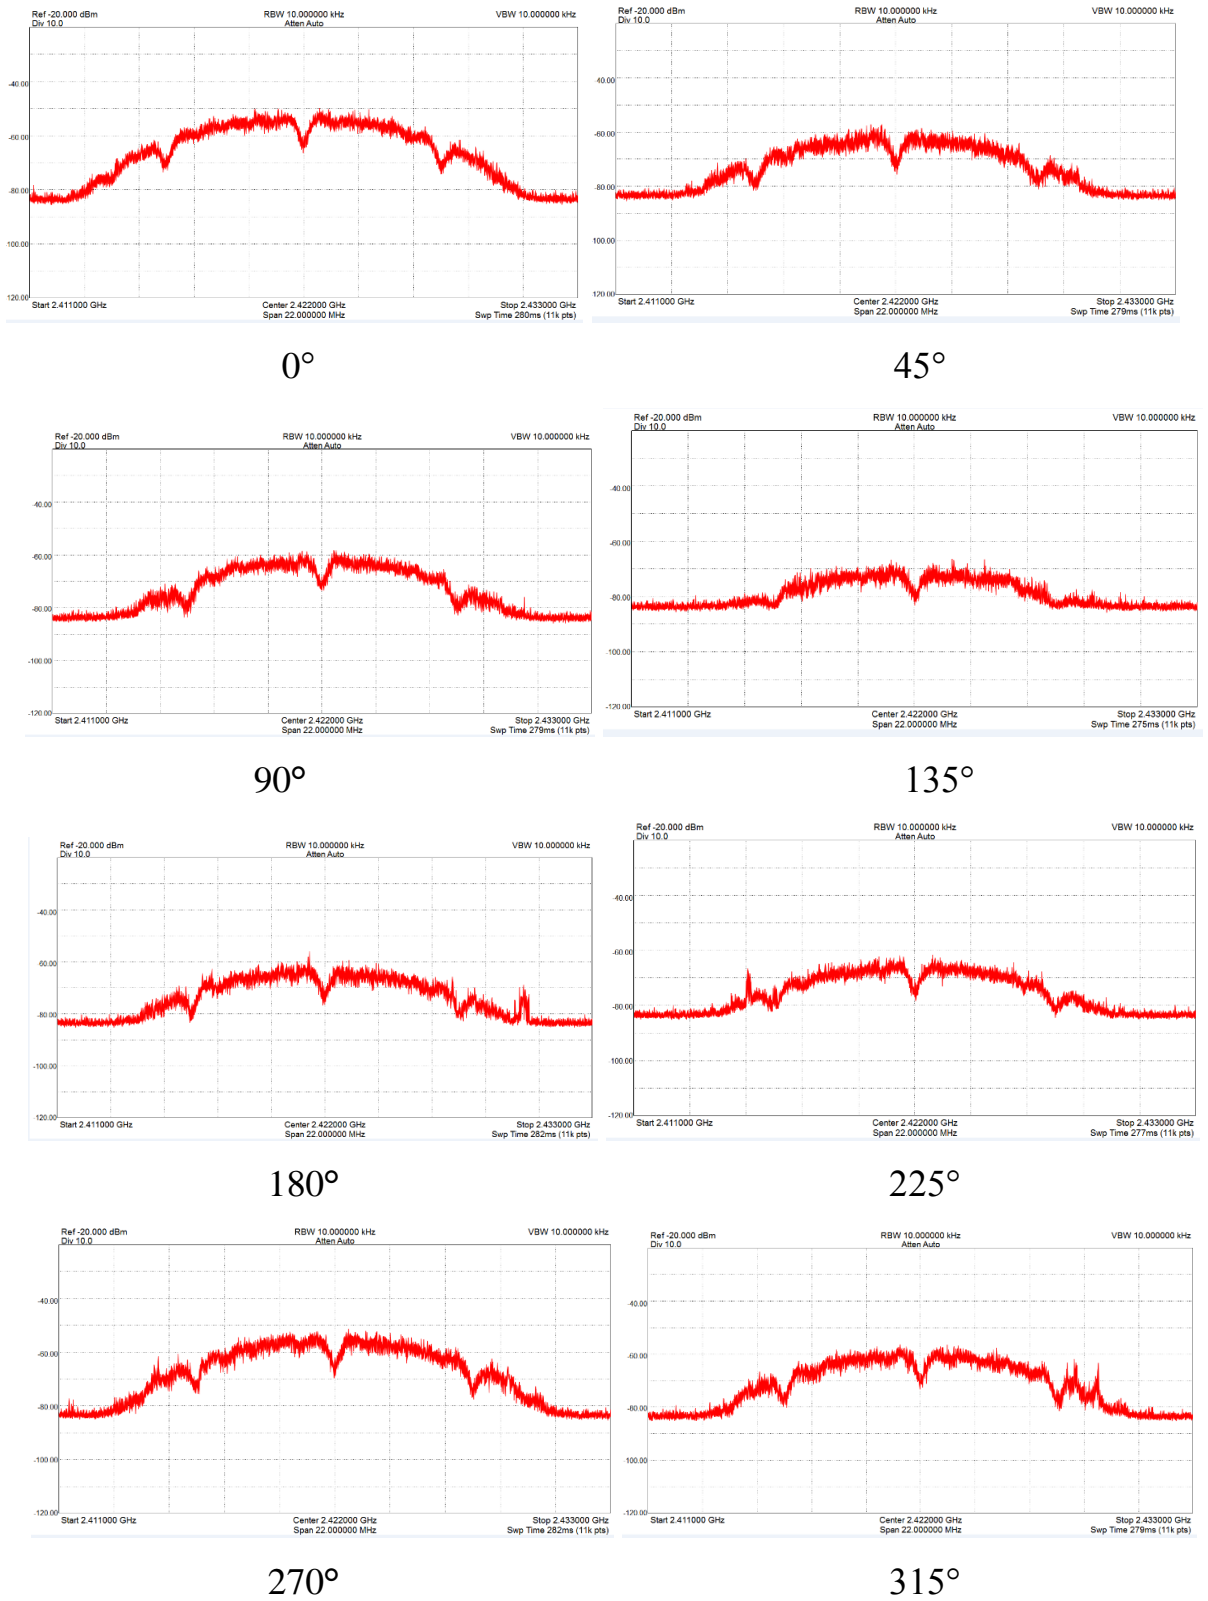 Ref -20.000 dBm RBW 10.000000 kHz VBW 10.000000 kHz
Div 10.0 Atten Auto
-40.00
-60.00
-80.00
-100.00
-120.00
Start 2.411000 GHz Center 2.422000 GHz Stop 2.433000 GHz
Span 22.000000 MHz Swp Time 280ms (11k pts)
0°
Ref -20.000 dBm RBW 10.000000 kHz VBW 10.000000 kHz
Div 10.0 Atten Auto
-40.00
-60.00
-80.00
-100.00
-120.00
Start 2.411000 GHz Center 2.422000 GHz Stop 2.433000 GHz
Span 22.000000 MHz Swp Time 279ms (11k pts)
45°
Ref -20.000 dBm RBW 10.000000 kHz VBW 10.000000 kHz
Div 10.0 Atten Auto
-40.00
-60.00
-80.00
-100.00
-120.00
Start 2.411000 GHz Center 2.422000 GHz Stop 2.433000 GHz
Span 22.000000 MHz Swp Time 279ms (11k pts)
90°
Ref -20.000 dBm RBW 10.000000 kHz VBW 10.000000 kHz
Div 10.0 Atten Auto
-40.00
-60.00
-80.00
-100.00
-120.00
Start 2.411000 GHz Center 2.422000 GHz Stop 2.433000 GHz
Span 22.000000 MHz Swp Time 275ms (11k pts)
135°
Ref -20.000 dBm RBW 10.000000 kHz VBW 10.000000 kHz
Div 10.0 Atten Auto
-40.00
-60.00
-80.00
-100.00
-120.00
Start 2.411000 GHz Center 2.422000 GHz Stop 2.433000 GHz
Span 22.000000 MHz Swp Time 282ms (11k pts)
180°
Ref -20.000 dBm RBW 10.000000 kHz VBW 10.000000 kHz
Div 10.0 Atten Auto
-40.00
-60.00
-80.00
-100.00
-120.00
Start 2.411000 GHz Center 2.422000 GHz Stop 2.433000 GHz
Span 22.000000 MHz Swp Time 277ms (11k pts)
225°
Ref -20.000 dBm RBW 10.000000 kHz VBW 10.000000 kHz
Div 10.0 Atten Auto
-40.00
-60.00
-80.00
-100.00
-120.00
Start 2.411000 GHz Center 2.422000 GHz Stop 2.433000 GHz
Span 22.000000 MHz Swp Time 282ms (11k pts)
270°
Ref -20.000 dBm RBW 10.000000 kHz VBW 10.000000 kHz
Div 10.0 Atten Auto
-40.00
-60.00
-80.00
-100.00
-120.00
Start 2.411000 GHz Center 2.422000 GHz Stop 2.433000 GHz
Span 22.000000 MHz Swp Time 279ms (11k pts)
315°